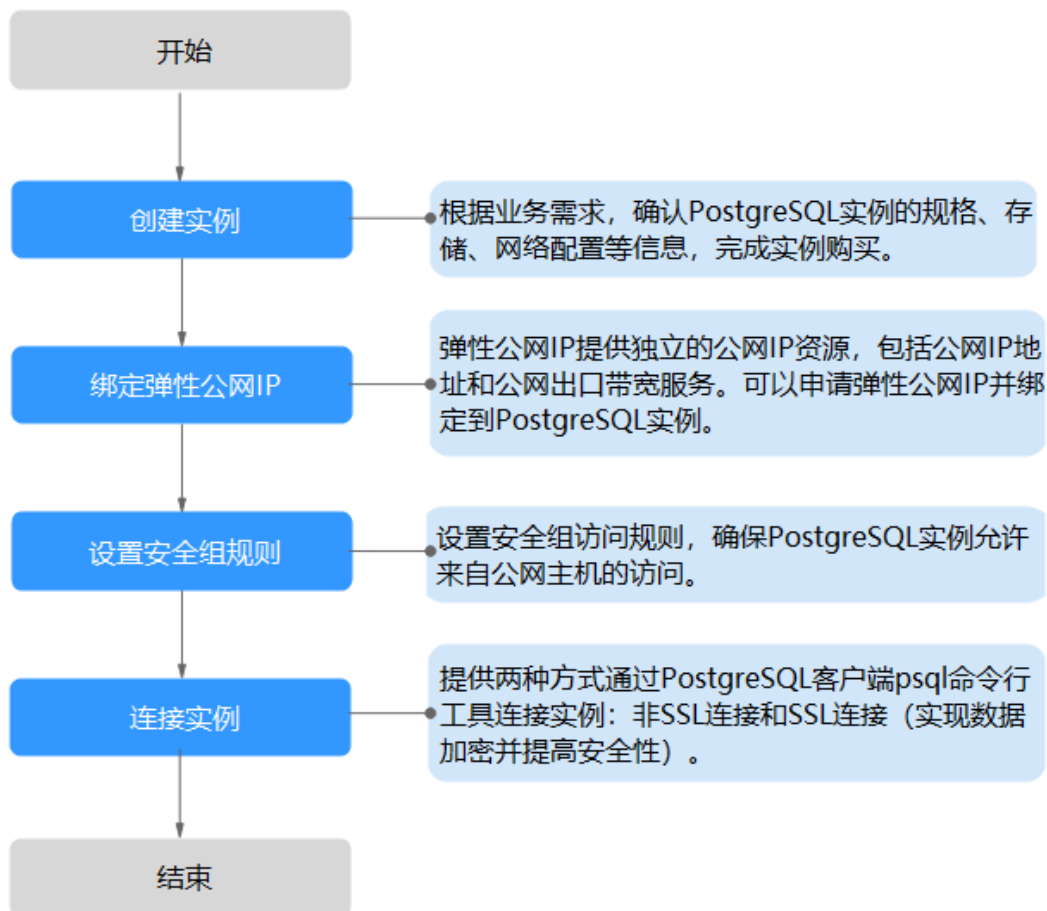 开始
创建实例
根据业务需求，确认PostgreSQL实例的规格、存
储、网络配置等信息，完成实例购买。
绑定弹性公网IP
弹性公网IP提供独立的公网IP资源，包括公网IP地
址和公网出口带宽服务。可以申请弹性公网IP并绑
定到PostgreSQL实例。
设置安全组规则
设置安全组访问规则，确保PostgreSQL实例允许
来自公网主机的访问。
连接实例
提供两种方式通过PostgreSQL客户端psql命令行
工具连接实例：非SSL连接和SSL连接（实现数据
加密并提高安全性）。
结束